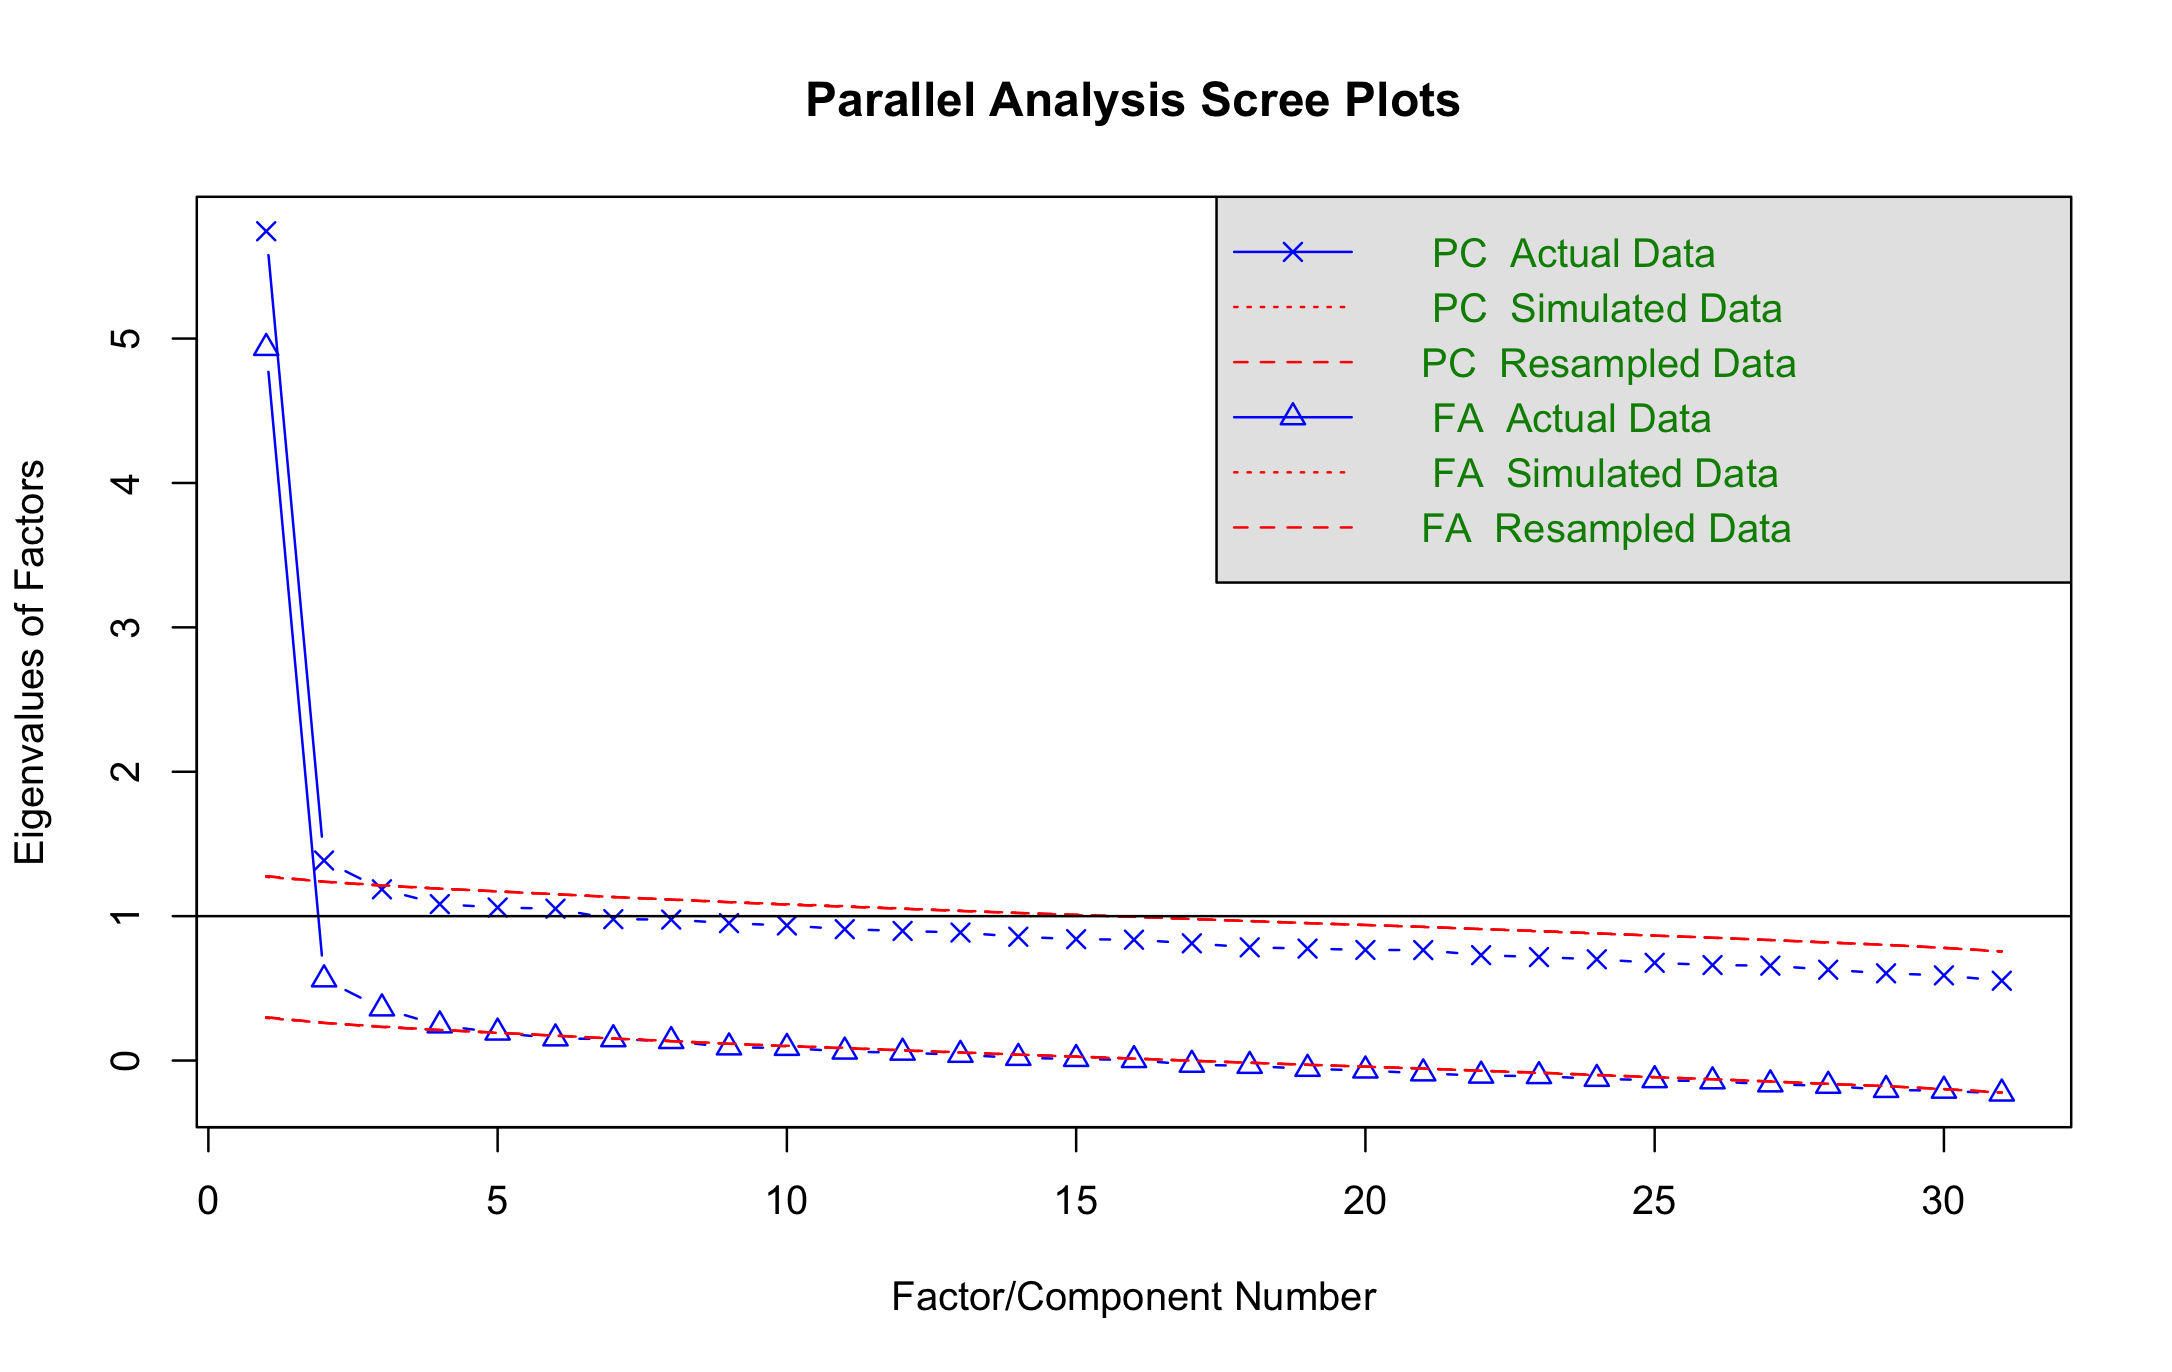 Parallel Analysis Scree Plots
PC Actual Data
PC Simulated Data
PC Resampled Data
FA Actual Data
FA Simulated Data
FA Resampled Data
Eigenvalues of Factors
5
4
3
2
1
0
0 5 10 15 20 25 30
Factor/Component Number